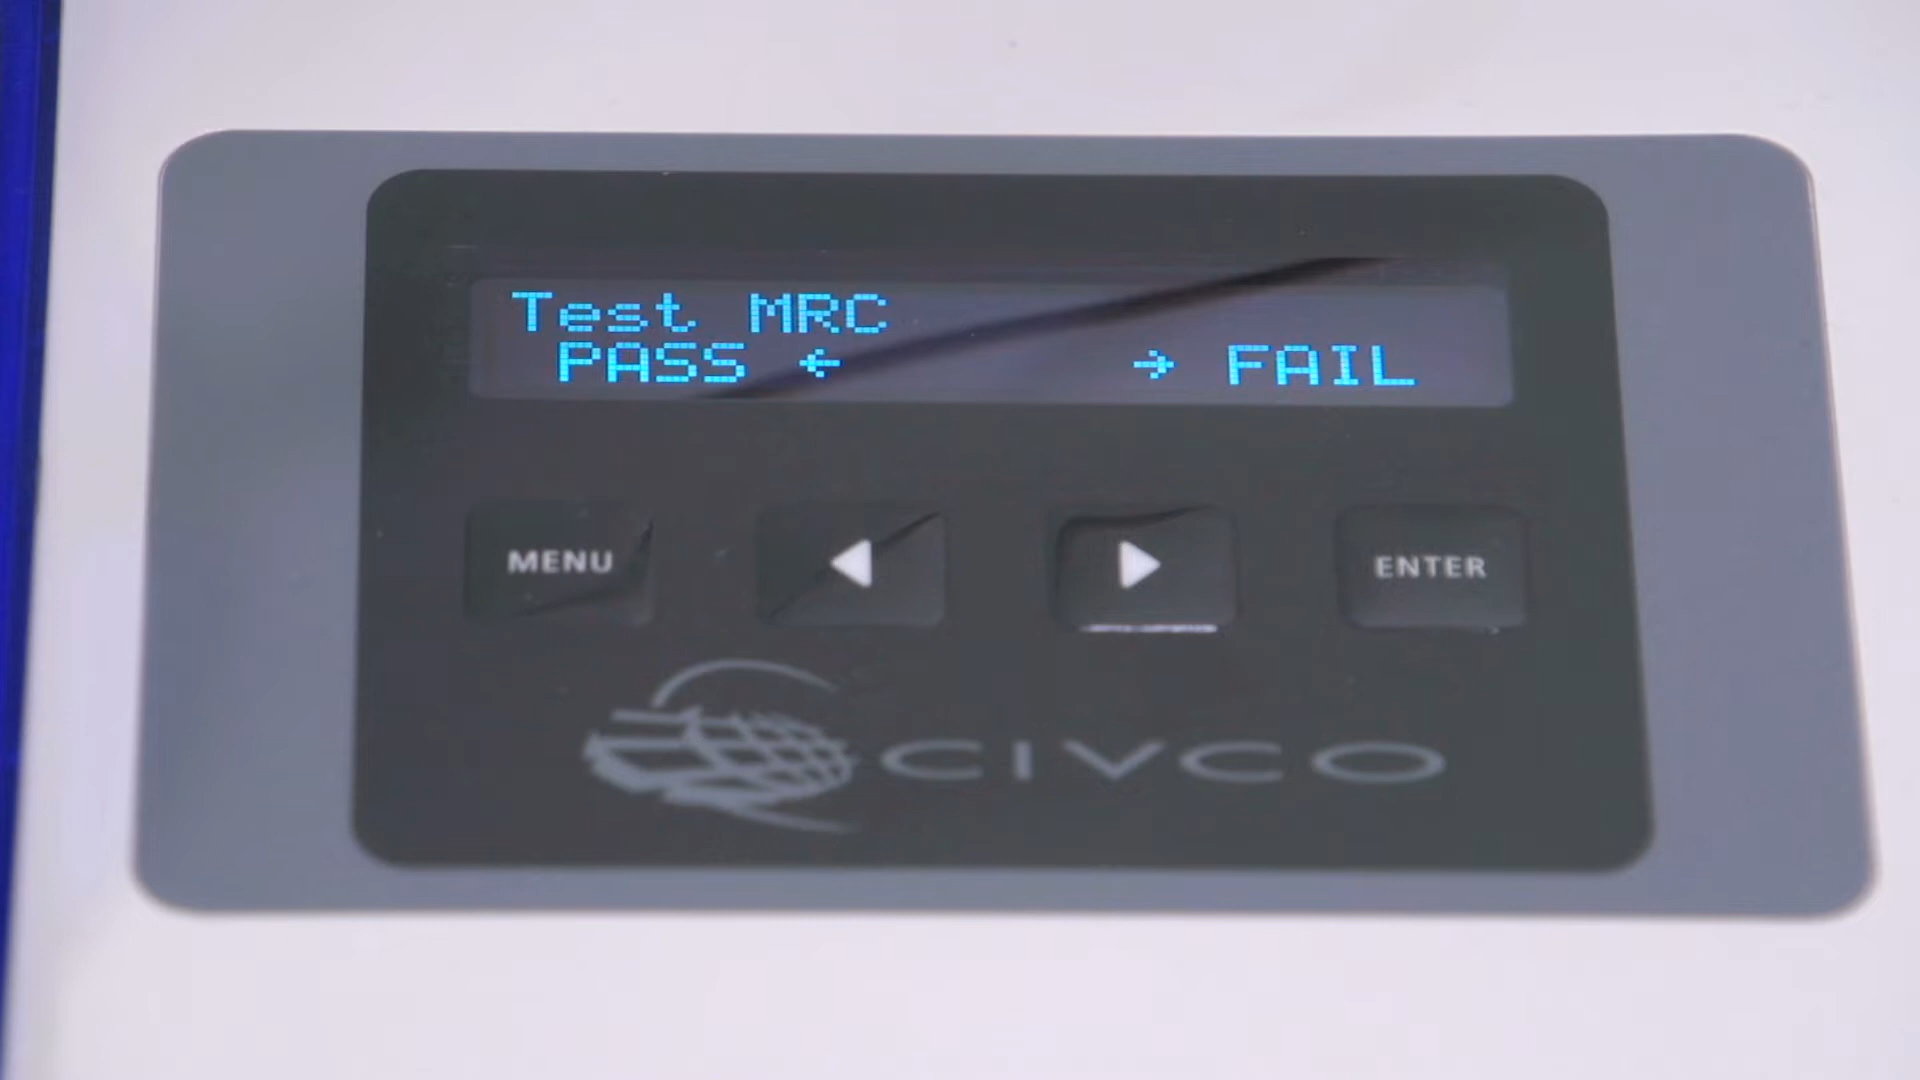 Test MRC
PASS ← → FAIL
MENU ◀ ▶ ENTER
CIVCO